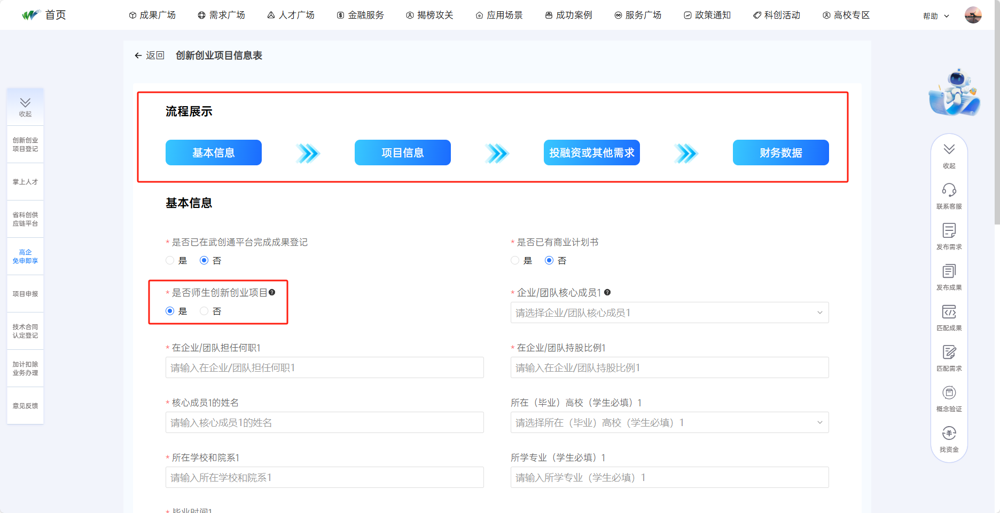 首页
成果广场
需求广场
人才广场
金融服务
揭榜攻关
应用场景
成功案例
服务广场
政策通知
科创活动
高校专区
帮助
返回
创新创业项目信息表
收起
创新创业
项目登记
掌上人才
省科创供
应链平台
高企
免申即享
项目申报
技术合同
认定登记
加计扣除
业务办理
意见反馈
流程展示
基本信息
项目信息
投融资或其他需求
财务数据
基本信息
* 是否已在武创通平台完成成果登记
是 否
* 是否已有商业计划书
是 否
* 是否师生创新创业项目
是 否
* 企业/团队核心成员1
请选择企业/团队核心成员1
* 在企业/团队担任何职1
请输入在企业/团队担任何职1
* 在企业/团队持股比例1
请输入在企业/团队持股比例1
* 核心成员1的姓名
请输入核心成员1的姓名
所在（毕业）高校（学生必填）1
请选择所在（毕业）高校（学生必填）1
* 所在学校和院系1
请输入所在学校和院系1
所学专业（学生必填）1
请输入所学专业（学生必填）1
* 毕业时间1
收起
联系客服
发布需求
发布成果
匹配成果
匹配需求
概念验证
找资金